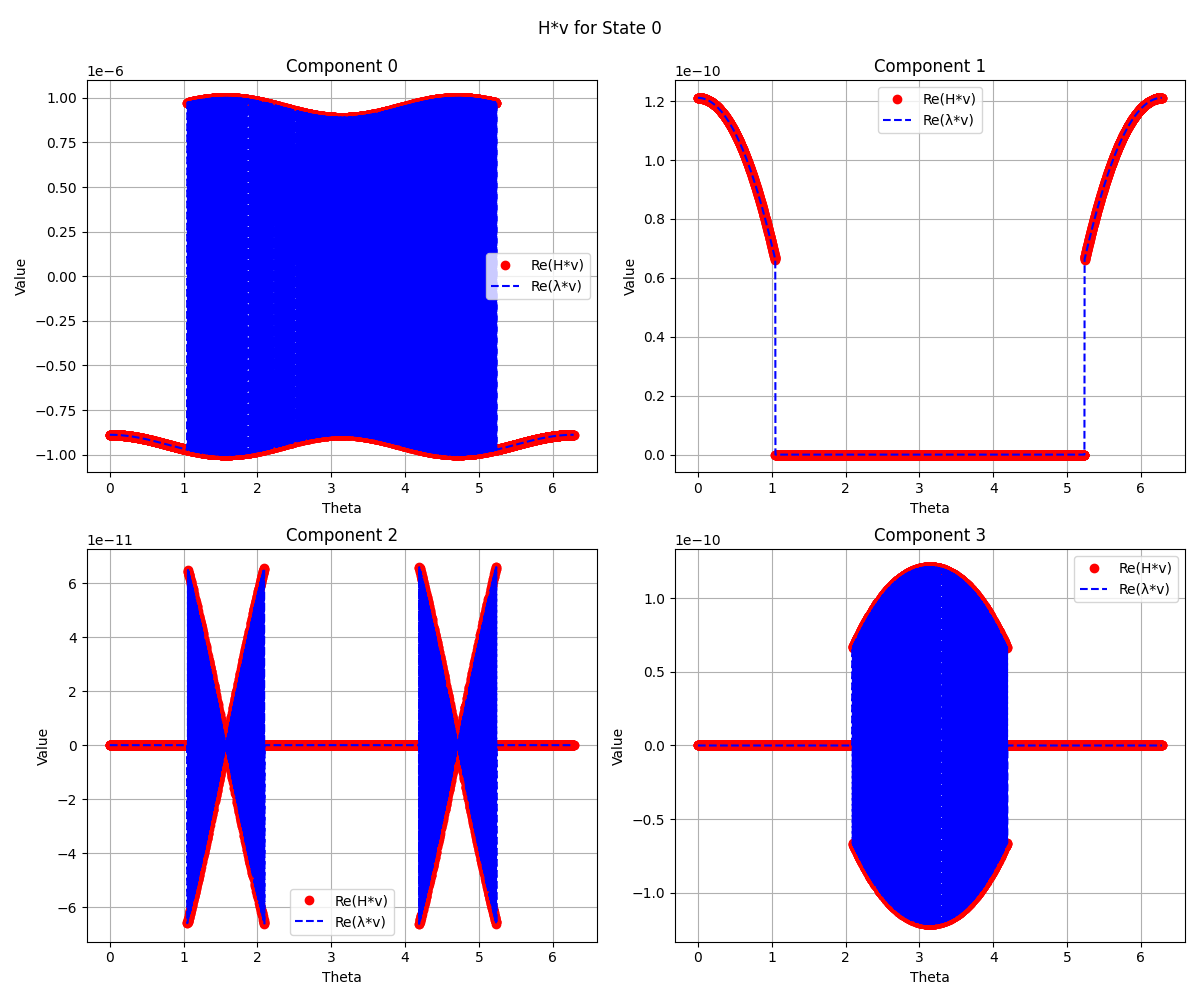 H*v for State 0
Component 0
1e−6
1.00
0.75
0.50
0.25
0.00
−0.25
−0.50
−0.75
−1.00
Value
0 1 2 3 4 5 6
Theta
Re(H*v)
Re(λ*v)
Component 1
1e−10
1.2
1.0
0.8
0.6
0.4
0.2
0.0
Value
0 1 2 3 4 5 6
Theta
Re(H*v)
Re(λ*v)
Component 2
1e−11
6
4
2
0
−2
−4
−6
Value
0 1 2 3 4 5 6
Theta
Re(H*v)
Re(λ*v)
Component 3
1e−10
1.0
0.5
0.0
−0.5
−1.0
Value
0 1 2 3 4 5 6
Theta
Re(H*v)
Re(λ*v)